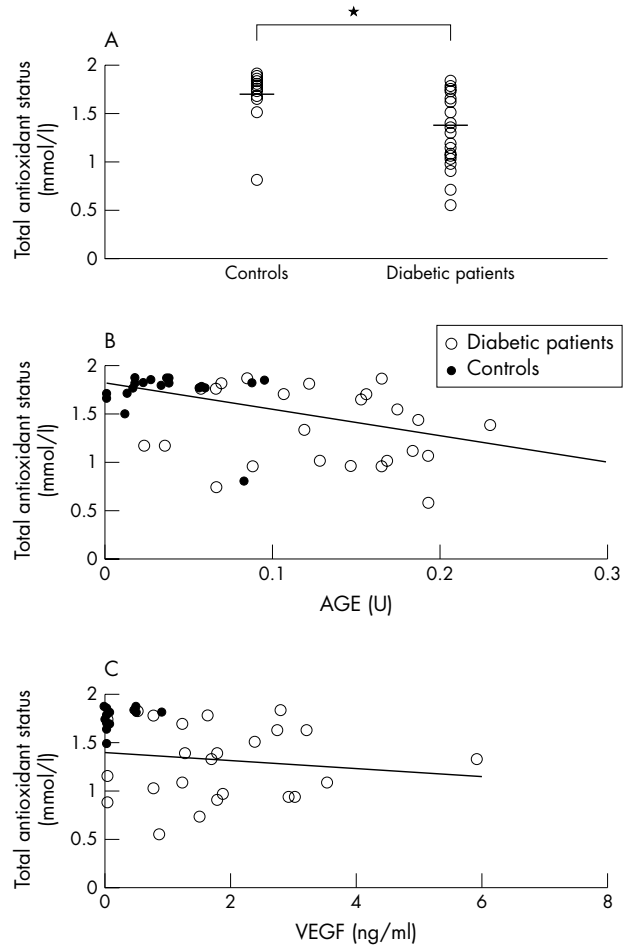 ★
A
Total antioxidant status
(mmol/l)
2
1.5
1
0.5
0
Controls
Diabetic patients
B
Diabetic patients
Controls
Total antioxidant status
(mmol/l)
2
1.5
1
0.5
0
0
0.1
0.2
0.3
AGE (U)
C
Total antioxidant status
(mmol/l)
2
1.5
1
0.5
0
0
2
4
6
8
VEGF (ng/ml)